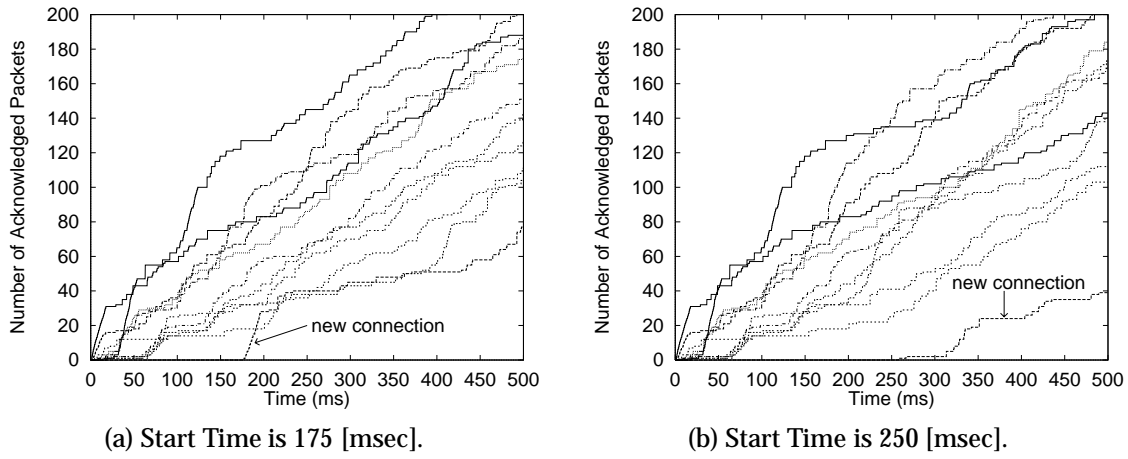 200
180
160
140
120
100
80
60
40
20
0
Number of Acknowledged Packets
new connection
0 50 100 150 200 250 300 350 400 450 500
Time (ms)
(a) Start Time is 175 [msec].
200
180
160
140
120
100
80
60
40
20
0
Number of Acknowledged Packets
new connection
0 50 100 150 200 250 300 350 400 450 500
Time (ms)
(b) Start Time is 250 [msec].